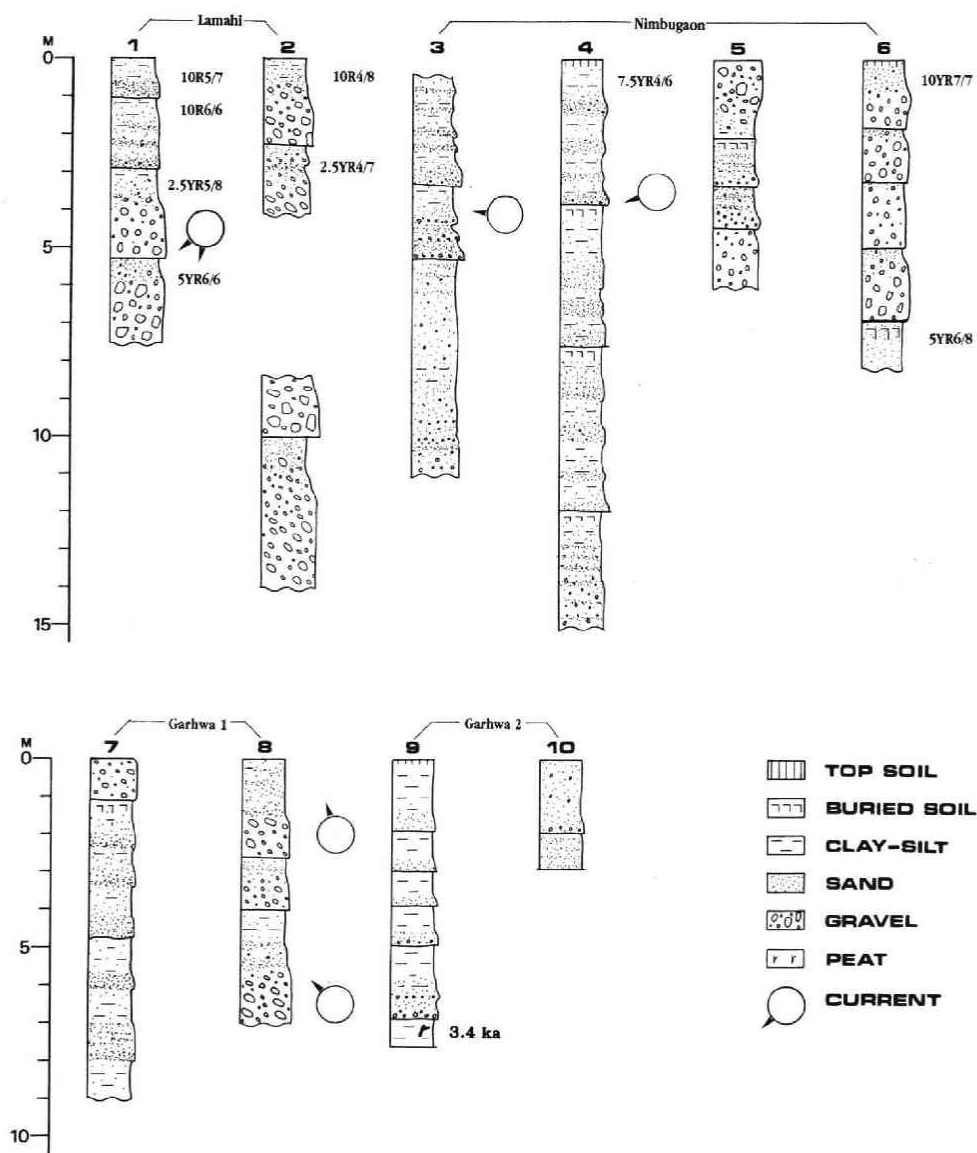 Lamahi
Nimbugaon
M
1
2
3
4
5
6
0
10R5/7
10R4/8
7.5YR4/6
10YR7/7
10R6/6
2.5YR5/8
2.5YR4/7
5
5YR6/6
5YR6/8
10
15
Garhwa 1
Garhwa 2
M
7
8
9
10
0
TOP SOIL
BURIED SOIL
CLAY-SILT
SAND
GRAVEL
5
PEAT
CURRENT
3.4 ka
10